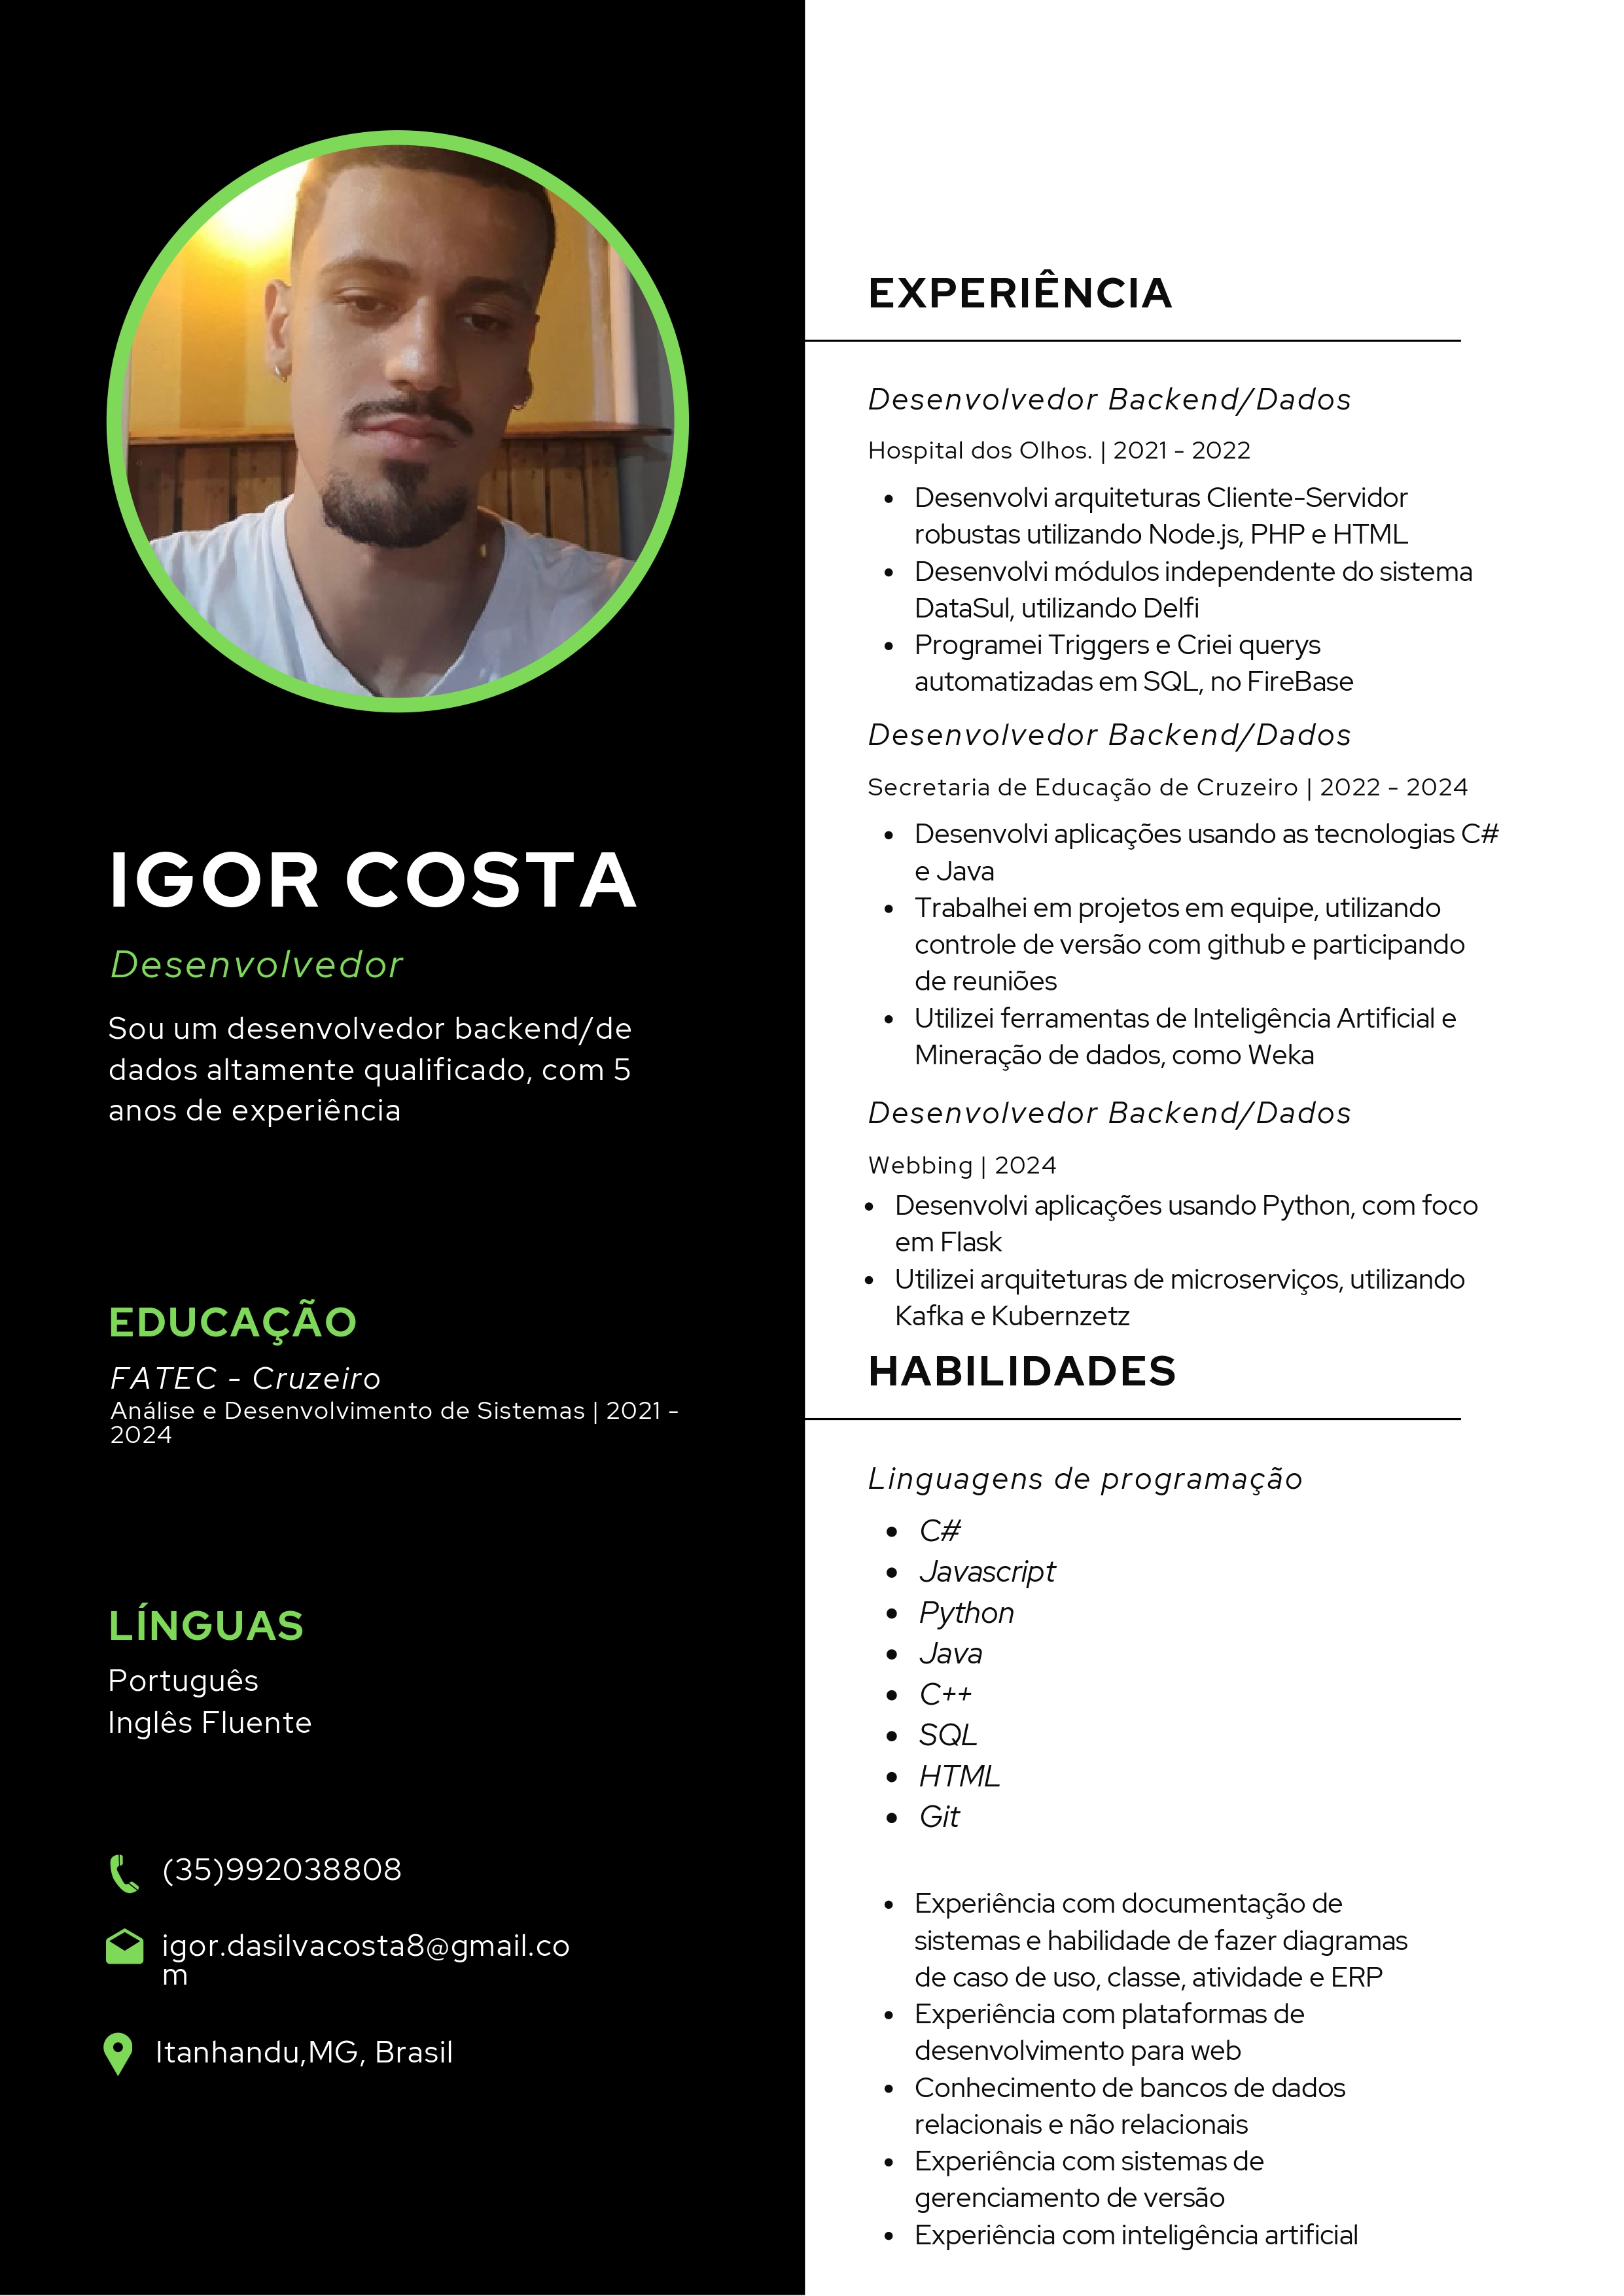 IGOR COSTA
Desenvolvedor
Sou um desenvolvedor backend/de
dados altamente qualificado, com 5
anos de experiência
EDUCAÇÃO
FATEC - Cruzeiro
Análise e Desenvolvimento de Sistemas | 2021 -
2024
LÍNGUAS
Português
Inglês Fluente
(35)992038808
igor.dasilvacosta8@gmail.co
m
Itanhandu,MG, Brasil
EXPERIÊNCIA
Desenvolvedor Backend/Dados
Hospital dos Olhos. | 2021 - 2022
• Desenvolvi arquiteturas Cliente-Servidor
robustas utilizando Node.js, PHP e HTML
• Desenvolvi módulos independente do sistema
DataSul, utilizando Delfi
• Programei Triggers e Criei querys
automatizadas em SQL, no FireBase
Desenvolvedor Backend/Dados
Secretaria de Educação de Cruzeiro | 2022 - 2024
• Desenvolvi aplicações usando as tecnologias C#
e Java
• Trabalhei em projetos em equipe, utilizando
controle de versão com github e participando
de reuniões
• Utilizei ferramentas de Inteligência Artificial e
Mineração de dados, como Weka
Desenvolvedor Backend/Dados
Webbing | 2024
• Desenvolvi aplicações usando Python, com foco
em Flask
• Utilizei arquiteturas de microserviços, utilizando
Kafka e Kubernzetz
HABILIDADES
Linguagens de programação
• C#
• Javascript
• Python
• Java
• C++
• SQL
• HTML
• Git
• Experiência com documentação de
sistemas e habilidade de fazer diagramas
de caso de uso, classe, atividade e ERP
• Experiência com plataformas de
desenvolvimento para web
• Conhecimento de bancos de dados
relacionais e não relacionais
• Experiência com sistemas de
gerenciamento de versão
• Experiência com inteligência artificial